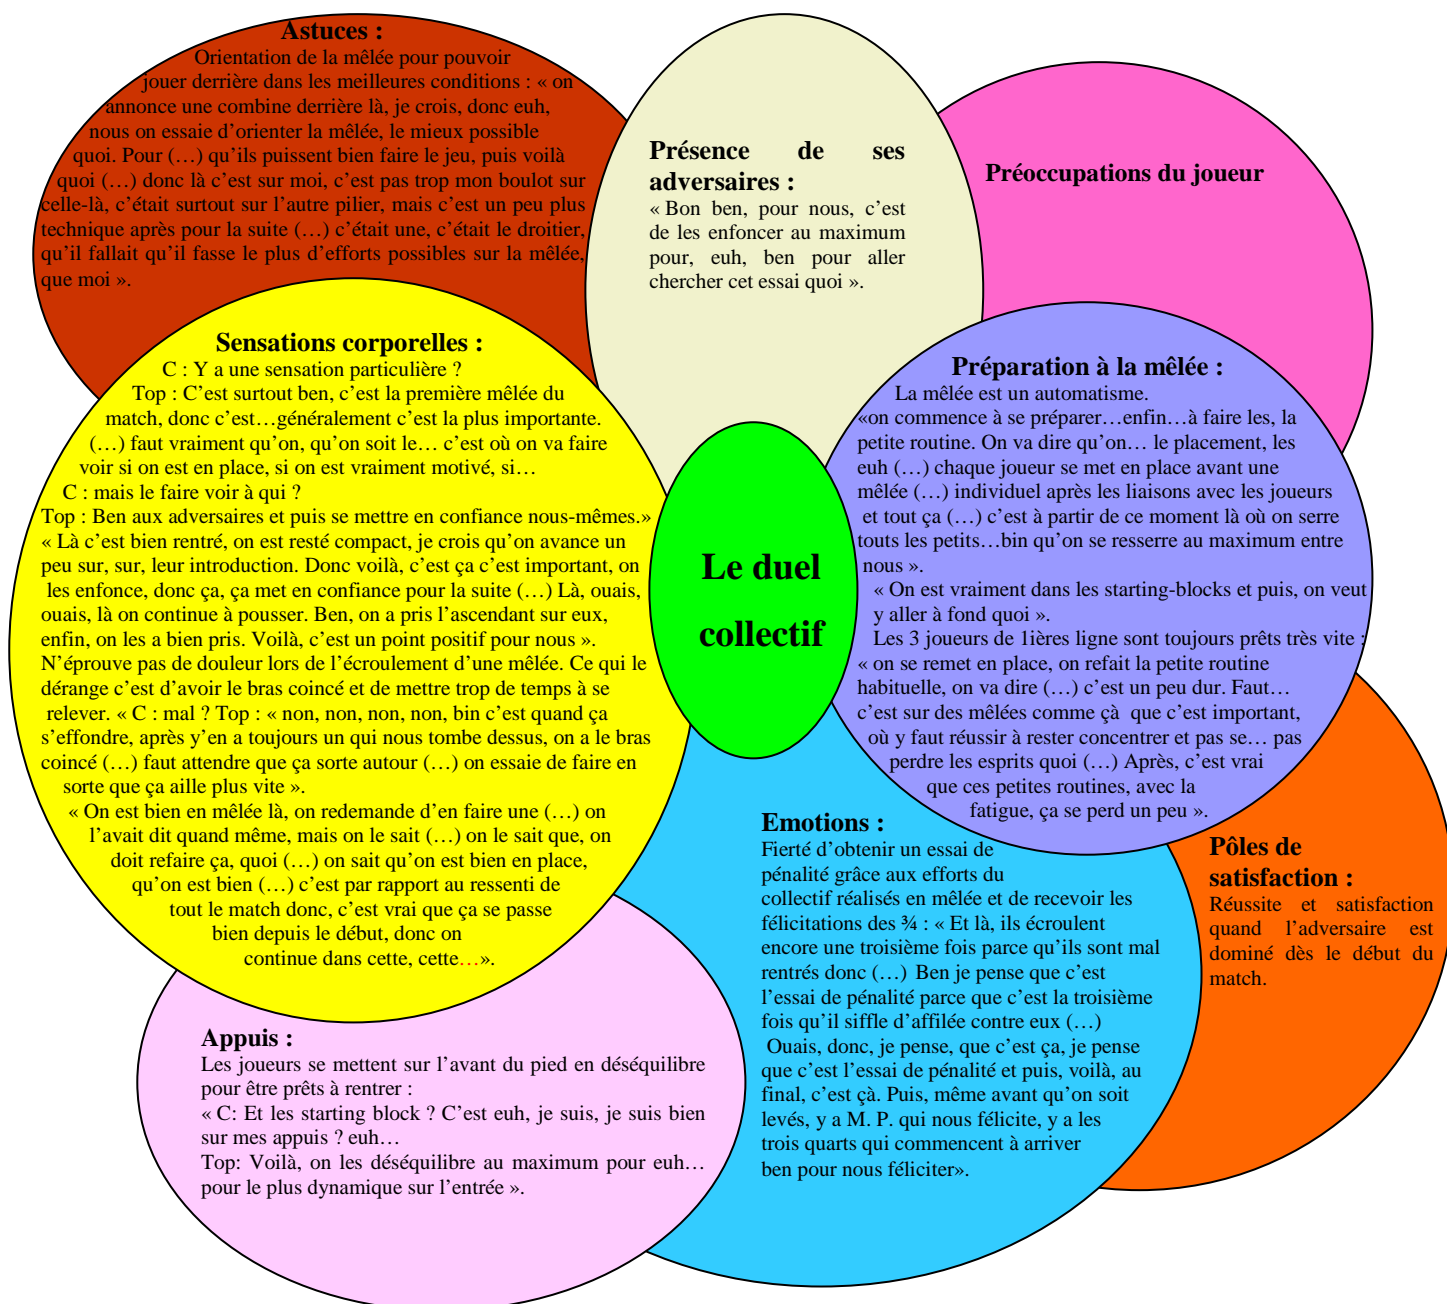 Astuces :
Orientation de la mêlée pour pouvoir
jouer derrière dans les meilleures conditions : « on
annonce une combine derrière là, je crois, donc euh,
nous on essaie d’orienter la mêlée, le mieux possible
quoi. Pour (…) qu’ils puissent bien faire le jeu, puis voilà
quoi (…) donc là c’est sur moi, c’est pas trop mon boulot sur
celle-là, c’était surtout sur l’autre pilier, mais c’est un peu plus
technique après pour la suite (…) c’était une, c’était le droitier,
qu’il fallait qu’il fasse le plus d’efforts possibles sur la mêlée,
que moi ».
Présence de ses
adversaires :
« Bon ben, pour nous, c’est
de les enfoncer au maximum
pour, euh, ben pour aller
chercher cet essai quoi ».
Préoccupations du joueur
Sensations corporelles :
C : Y a une sensation particulière ?
Top : C’est surtout ben, c’est la première mêlée du
match, donc c’est…généralement c’est la plus importante.
(…) faut vraiment qu’on, qu’on soit le… c’est où on va faire
voir si on est en place, si on est vraiment motivé, si…
C : mais le faire voir à qui ?
Top : Ben aux adversaires et puis se mettre en confiance nous-mêmes.»
« Là c’est bien rentré, on est resté compact, je crois qu’on avance un
peu sur, sur, leur introduction. Donc voilà, c’est ça c’est important, on
les enfonce, donc ça, ça met en confiance pour la suite (…) Là, ouais,
ouais, là on continue à pousser. Ben, on a pris l’ascendant sur eux,
enfin, on les a bien pris. Voilà, c’est un point positif pour nous ».
N’éprouve pas de douleur lors de l’écroulement d’une mêlée. Ce qui le
dérange c’est d’avoir le bras coincé et de mettre trop de temps à se
relever. « C : mal ? Top : « non, non, non, non, bin c’est quand ça
s’effondre, après y’en a toujours un qui nous tombe dessus, on a le bras
coincé (…) faut attendre que ça sorte autour (…) on essaie de faire en
sorte que ça aille plus vite ».
« On est bien en mêlée là, on redemande d’en faire une (…) on
l’avait dit quand même, mais on le sait (…) on le sait que, on
doit refaire ça, quoi (…) on sait qu’on est bien en place,
qu’on est bien (…) c’est par rapport au ressenti de
tout le match donc, c’est vrai que ça se passe
bien depuis le début, donc on
continue dans cette, cette…».
Préparation à la mêlée :
La mêlée est un automatisme.
«on commence à se préparer…enfin…à faire les, la
petite routine. On va dire qu’on… le placement, les
euh (…) chaque joueur se met en place avant une
mêlée (…) individuel après les liaisons avec les joueurs
et tout ça (…) c’est à partir de ce moment là où on serre
touts les petits…bin qu’on se resserre au maximum entre
nous ».
« On est vraiment dans les starting-blocks et puis, on veut
y aller à fond quoi ».
Les 3 joueurs de 1ières ligne sont toujours prêts très vite :
« on se remet en place, on refait la petite routine
habituelle, on va dire (…) c’est un peu dur. Faut…
c’est sur des mêlées comme çà que c’est important,
où y faut réussir à rester concentrer et pas se… pas
perdre les esprits quoi (…) Après, c’est vrai
que ces petites routines, avec la
fatigue, ça se perd un peu ».
Le duel
collectif
Emotions :
Fierté d’obtenir un essai de
pénalité grâce aux efforts du
collectif réalisés en mêlée et de recevoir les
félicitations des ¾ : « Et là, ils écroulent
encore une troisième fois parce qu’ils sont mal
rentrés donc (…) Ben je pense que c’est
l’essai de pénalité parce que c’est la troisième
fois qu’il siffle d’affilée contre eux (…)
Ouais, donc, je pense, que c’est ça, je pense
que c’est l’essai de pénalité et puis, voilà, au
final, c’est çà. Puis, même avant qu’on soit
levés, y a M. P. qui nous félicite, y a les
trois quarts qui commencent à arriver
ben pour nous féliciter».
Pôles de
satisfaction :
Réussite et satisfaction
quand l’adversaire est
dominé dès le début du
match.
Appuis :
Les joueurs se mettent sur l’avant du pied en déséquilibre
pour être prêts à rentrer :
« C: Et les starting block ? C’est euh, je suis, je suis bien
sur mes appuis ? euh…
Top: Voilà, on les déséquilibre au maximum pour euh…
pour le plus dynamique sur l’entrée ».